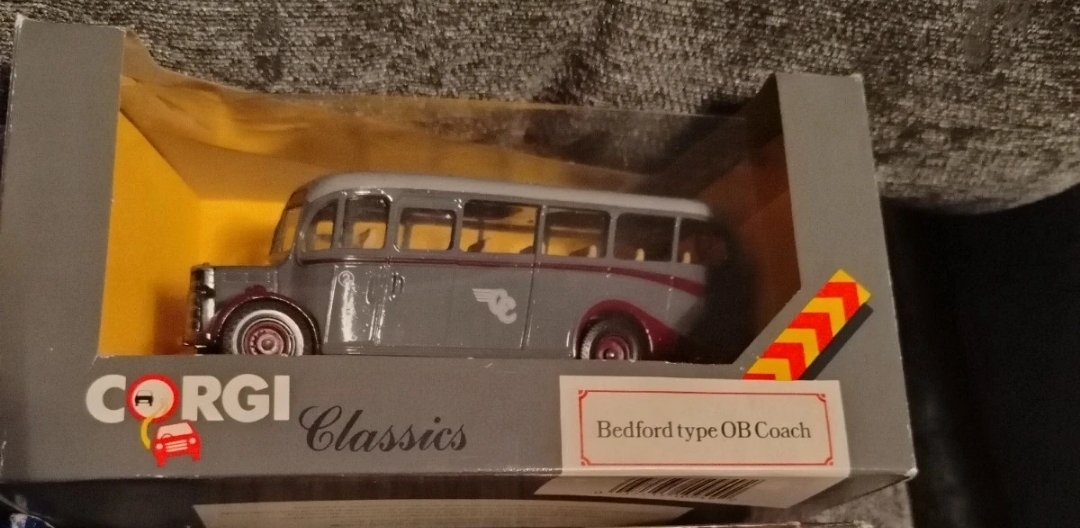 CORGI
Classics
Bedford type OB Coach